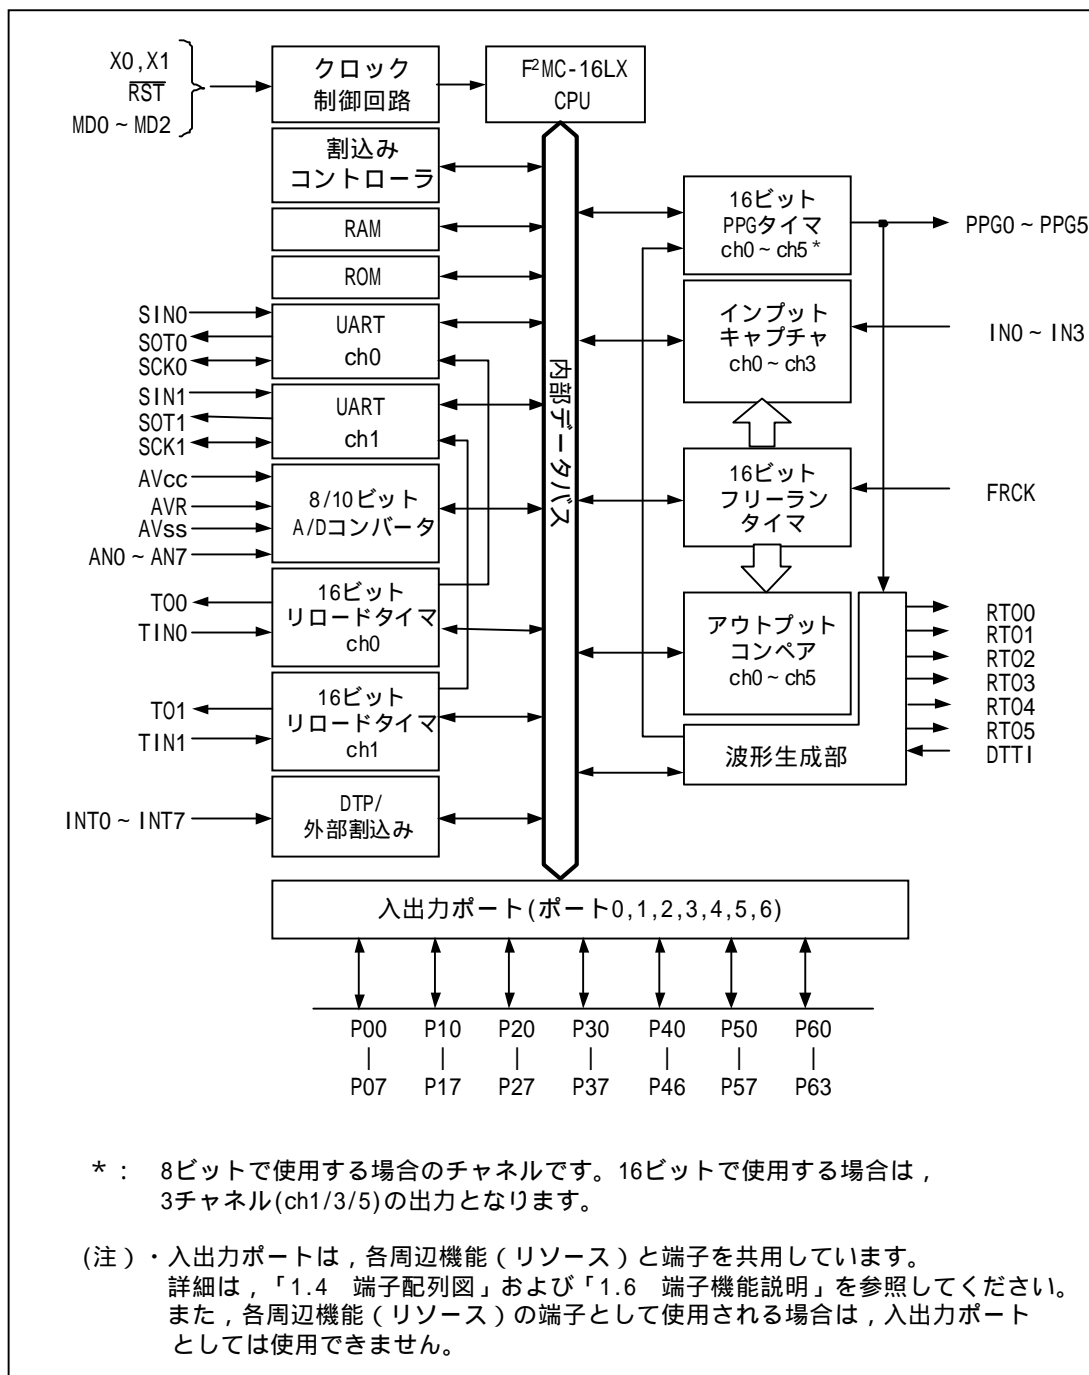 X0,X1
RST
MD0～MD2
クロック
制御回路
F²MC-16LX
CPU
割込み
コントローラ
RAM
ROM
SIN0
SOT0
SCK0
UART
ch0
SIN1
SOT1
SCK1
UART
ch1
AVcc
AVR
AVss
AN0～AN7
8/10ビット
A/Dコンバータ
TO0
TIN0
16ビット
リロードタイマ
ch0
TO1
TIN1
16ビット
リロードタイマ
ch1
INT0～INT7
DTP/
外部割込み
内部データバス
16ビット
PPGタイマ
ch0～ch5*
PPG0～PPG5
インプット
キャプチャ
ch0～ch3
IN0～IN3
16ビット
フリーラン
タイマ
FRCK
アウトプット
コンペア
ch0～ch5
波形生成部
RTO0
RTO1
RTO2
RTO3
RTO4
RTO5
DTTI
入出力ポート(ポート0,1,2,3,4,5,6)
P00 P10 P20 P30 P40 P50 P60
| | | | | | |
P07 P17 P27 P37 P46 P57 P63
*： 8ビットで使用する場合のチャネルです。16ビットで使用する場合は，
3チャネル(ch1/3/5)の出力となります。
(注）・入出力ポートは，各周辺機能（リソース）と端子を共用しています。
詳細は，「1.4 端子配列図」および「1.6 端子機能説明」を参照してください。
また，各周辺機能（リソース）の端子として使用される場合は，入出力ポート
としては使用できません。